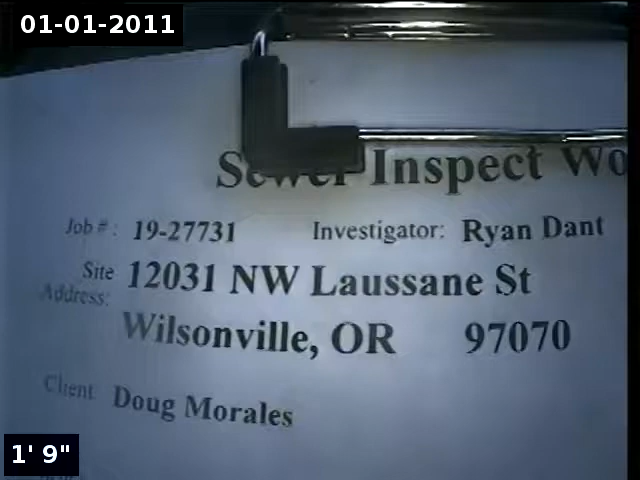 01-01-2011
Sewer Inspect Wo
Job #: 19-27731 Investigator: Ryan Dant
Site Address: 12031 NW Laussane St
Wilsonville, OR 97070
Client Doug Morales
1' 9"